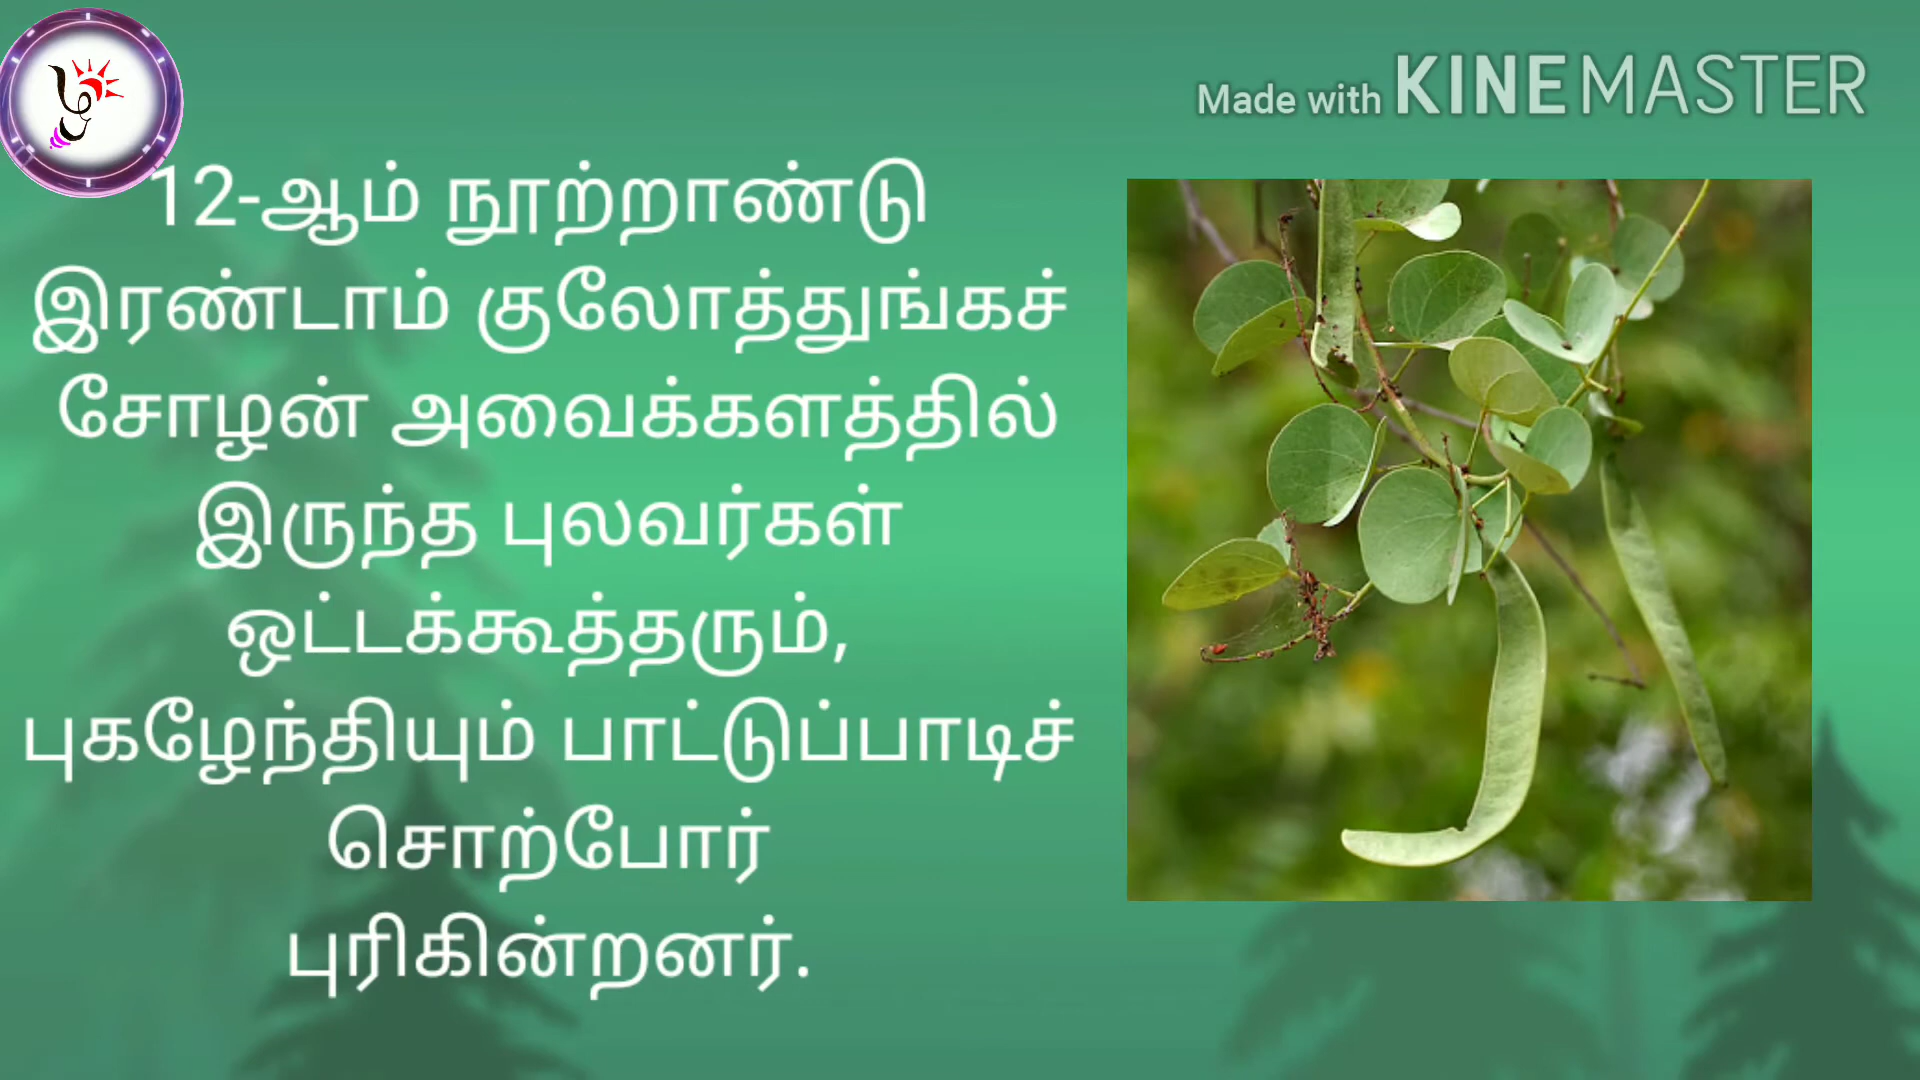 Made with KINEMASTER
12-ஆம் நூற்றாண்டு
இரண்டாம் குலோத்துங்கச்
சோழன் அவைக்களத்தில்
இருந்த புலவர்கள்
ஒட்டக்கூத்தரும்,
புகழேந்தியும் பாட்டுப்பாடிச்
சொற்போர்
புரிகின்றனர்.